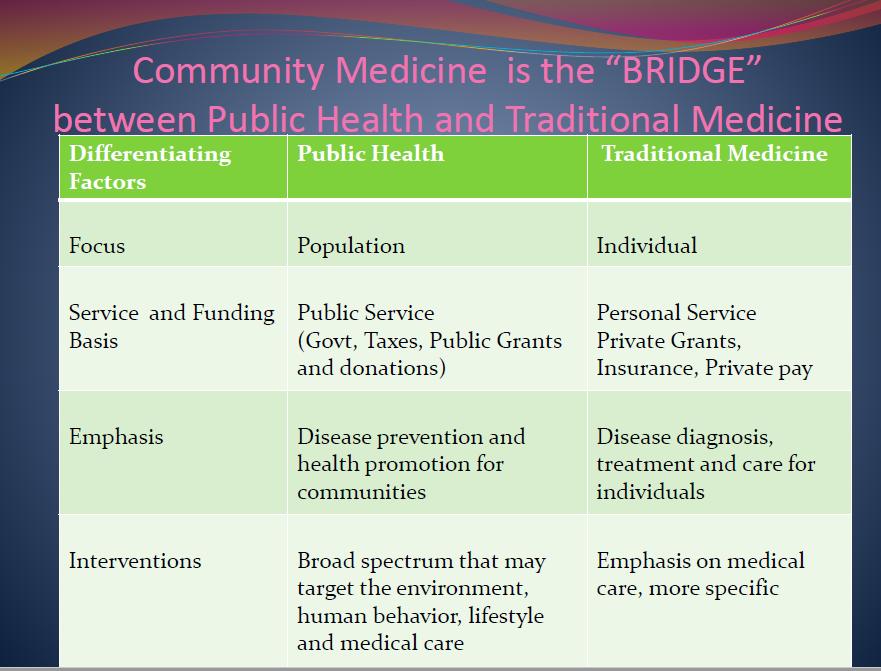 Community Medicine  is the “BRIDGE”
between Public Health and Traditional Medicine
Differentiating Factors
Public Health
Traditional Medicine
Focus
Population
Individual
Service  and Funding
Basis
Public Service
(Govt, Taxes, Public Grants
and donations)
Personal Service
Private Grants,
Insurance, Private pay
Emphasis
Disease prevention and
health promotion for
communities
Disease diagnosis,
treatment and care for
individuals
Interventions
Broad spectrum that may
target the environment,
human behavior, lifestyle
and medical care
Emphasis on medical
care, more specific